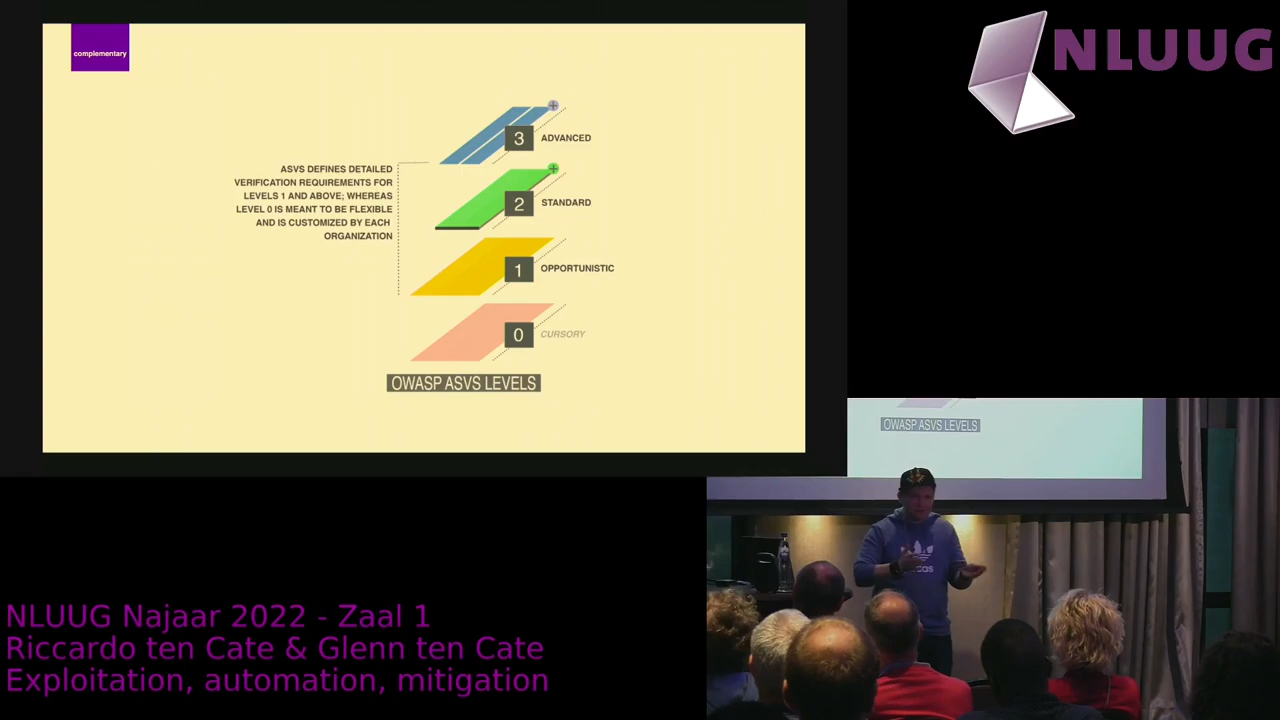 complementary
3
ADVANCED
ASVS DEFINES DETAILED
VERIFICATION REQUIREMENTS FOR
LEVELS 1 AND ABOVE; WHEREAS
LEVEL 0 IS MEANT TO BE FLEXIBLE
AND IS CUSTOMIZED BY EACH
ORGANIZATION
2
STANDARD
1
OPPORTUNISTIC
0
CURSORY
OWASP ASVS LEVELS
NLUUG
OWASP ASVS LEVELS
NLUUG Najaar 2022 - Zaal 1
Riccardo ten Cate & Glenn ten Cate
Exploitation, automation, mitigation